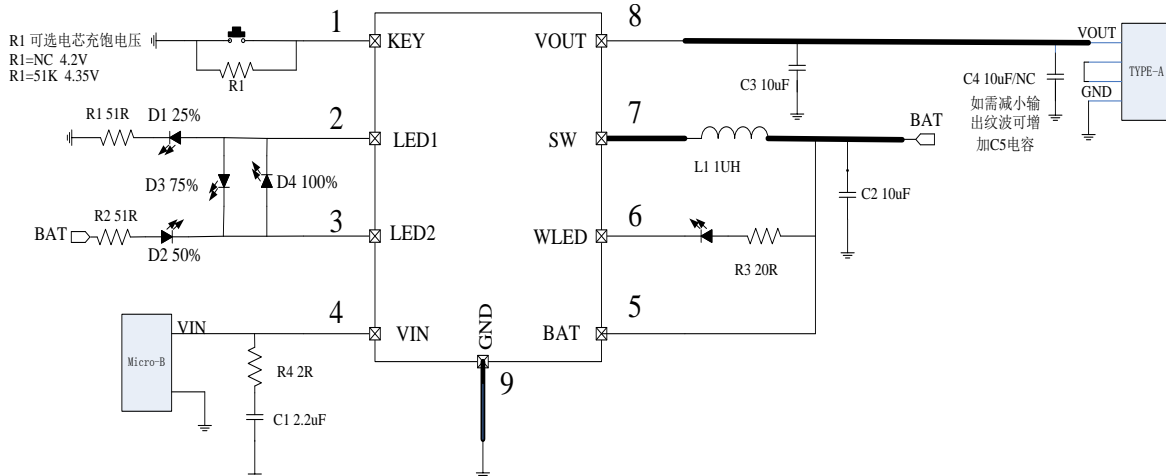 1
8
R1 可选电芯充饱电压
R1=NC 4.2V
R1=51K 4.35V
R1
KEY
VOUT
VOUT
TYPE-A
C3 10uF
C4 10uF/NC
GND
如需减小输
出纹波可增
加C5电容
R1 51R
D1 25%
2
LED1
7
SW
L1 1UH
BAT
D3 75%
D4 100%
C2 10uF
BAT
R2 51R
D2 50%
3
LED2
6
WLED
R3 20R
4
VIN
VIN
5
BAT
GND
9
Micro-B
R4 2R
C1 2.2uF